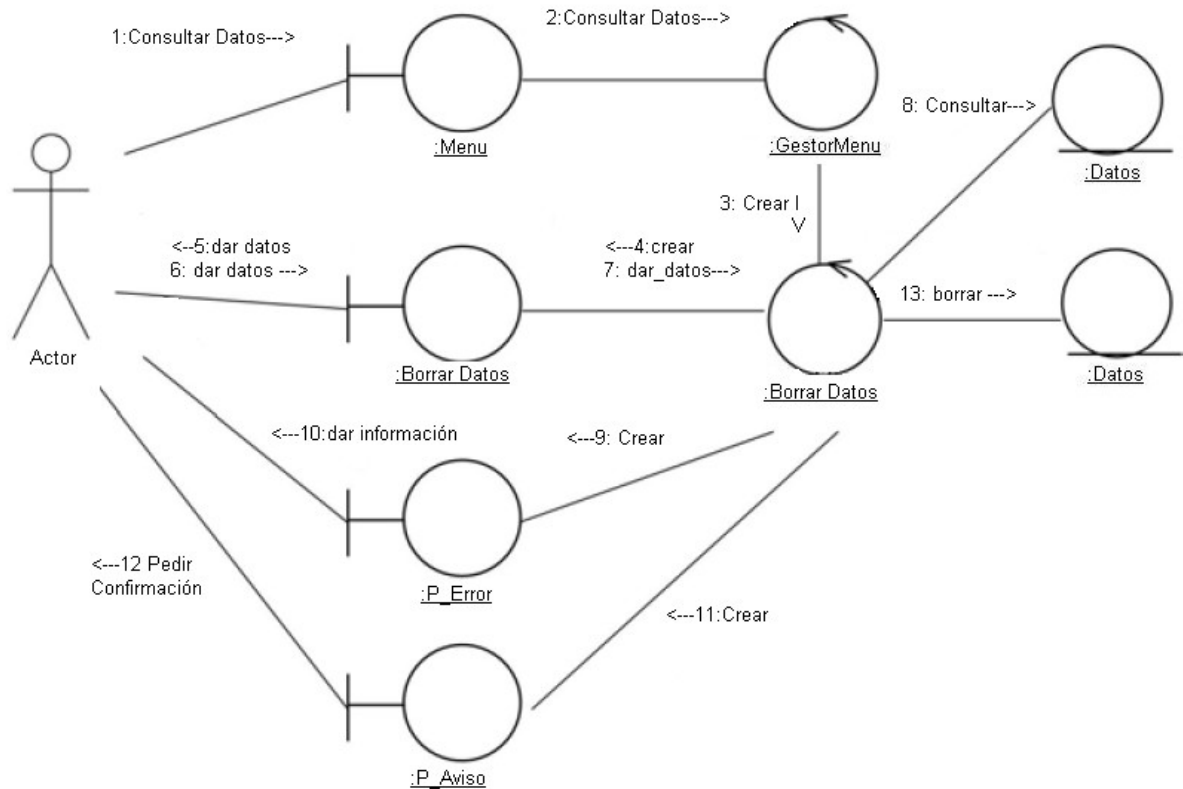 1:Consultar Datos--->
2:Consultar Datos--->
:Menu
:GestorMenu
8: Consultar--->
:Datos
3: Crear l
V
<--5:dar datos
6: dar datos --->
<---4:crear
7: dar_datos--->
13: borrar --->
Actor
:Borrar Datos
:Borrar Datos
:Datos
<---10:dar información
<---9: Crear
<---12 Pedir
Confirmación
:P_Error
<---11:Crear
:P_Aviso